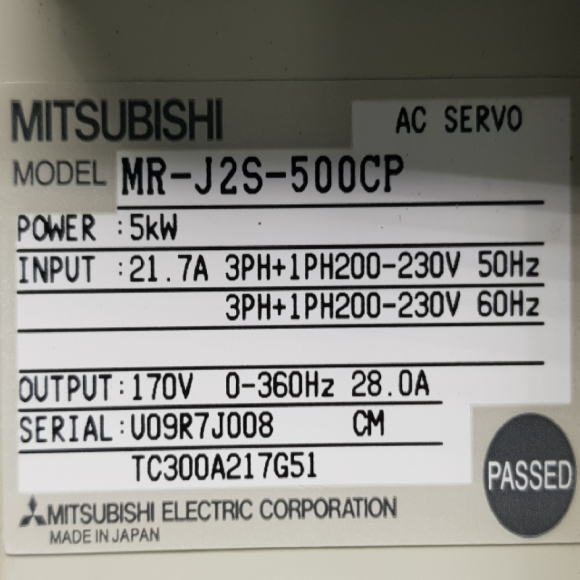 MITSUBISHI
AC SERVO
MODEL MR-J2S-500CP
POWER :5kW
INPUT :21.7A 3PH+1PH200-230V 50Hz
3PH+1PH200-230V 60Hz
OUTPUT:170V 0-360Hz 28.0A
SERIAL:U09R7J008 CM
TC300A217G51
PASSED
MITSUBISHI ELECTRIC CORPORATION
MADE IN JAPAN